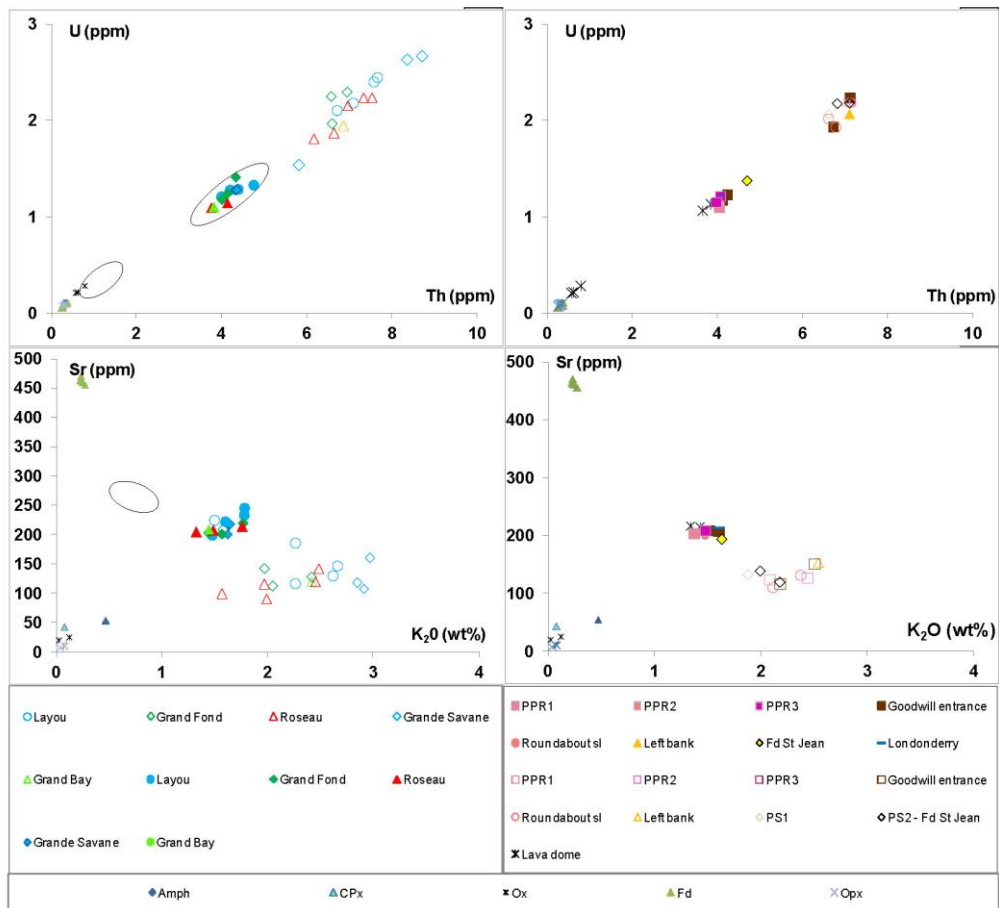 3 U (ppm)
2
1
0
Th (ppm)
0 2 4 6 8 10
3 U (ppm)
2
1
0
Th (ppm)
0 2 4 6 8 10
500 Sr (ppm)
450
400
350
300
250
200
150
100
50
0
K₂0 (wt%)
0 1 2 3 4
500 Sr (ppm)
400
300
200
100
0
K₂O (wt%)
0 1 2 3 4
Layou Grand Fond Roseau Grande Savane
Grand Bay Layou Grand Fond Roseau
Grande Savane Grand Bay
PPR1 PPR2 PPR3 Goodwill entrance
Roundabout sl Left bank Fd St Jean Londonderry
PPR1 PPR2 PPR3 Goodwill entrance
Roundabout sl Left bank PS1 PS2 - Fd St Jean
Lava dome
Amph CPx Ox Fd Opx